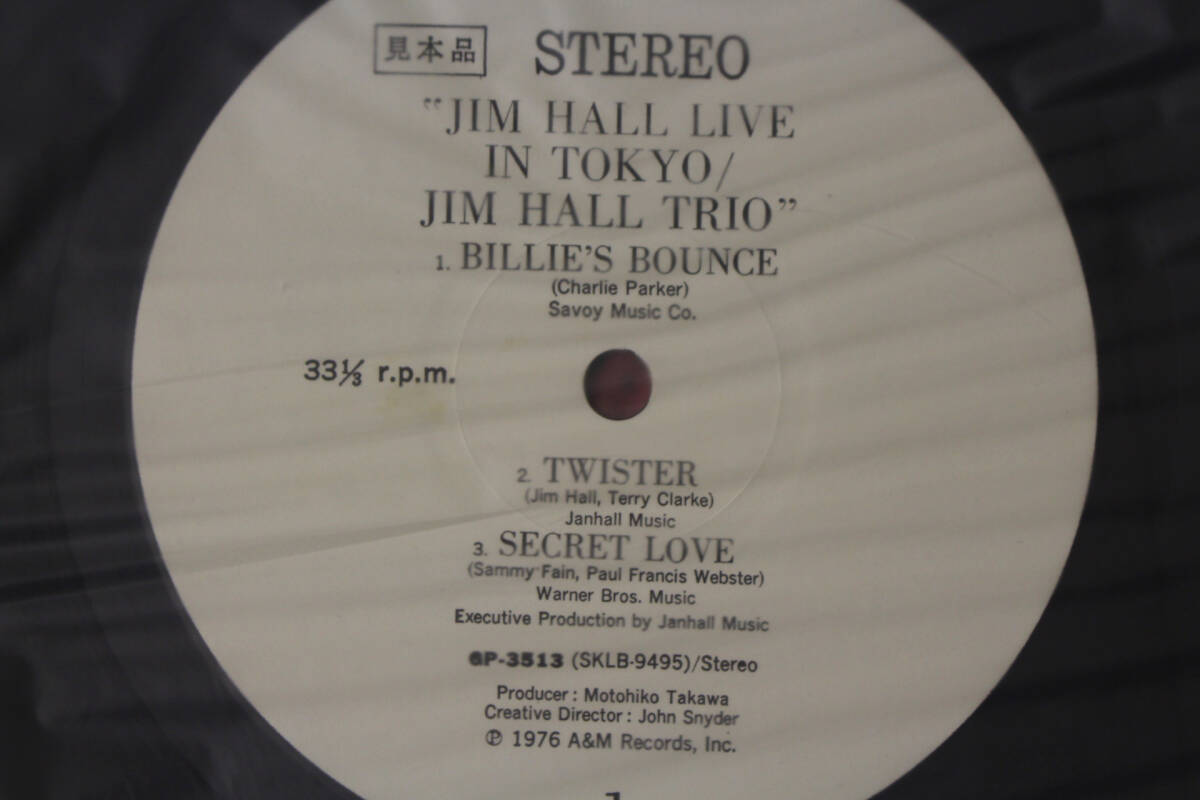 見本品 STEREO
"JIM HALL LIVE
IN TOKYO/
JIM HALL TRIO"
1. BILLIE'S BOUNCE
(Charlie Parker)
Savoy Music Co.
33⅓ r.p.m.
2. TWISTER
(Jim Hall, Terry Clarke)
Janhall Music
3. SECRET LOVE
(Sammy Fain, Paul Francis Webster)
Warner Bros. Music
Executive Production by Janhall Music
GP-3513 (SKLB-9495)/Stereo
Producer: Motohiko Takawa
Creative Director: John Snyder
℗ 1976 A&M Records, Inc.